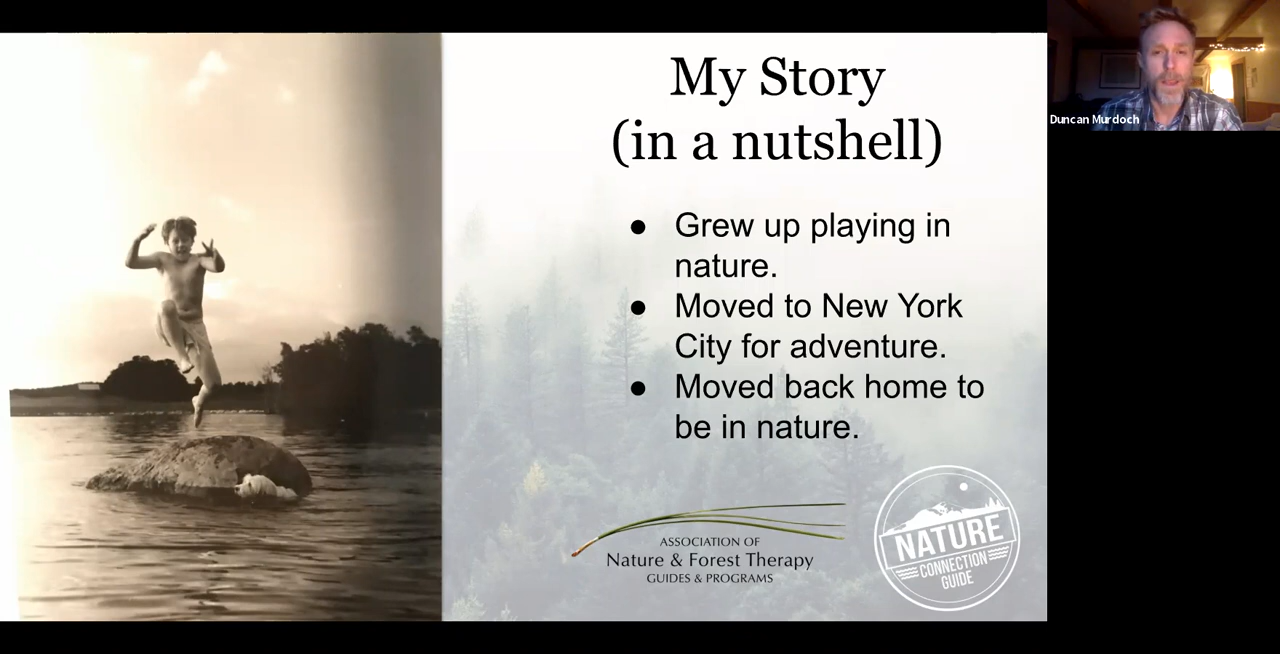 My Story
(in a nutshell)
● Grew up playing in
nature.
● Moved to New York
City for adventure.
● Moved back home to
be in nature.
ASSOCIATION OF
Nature & Forest Therapy
GUIDES & PROGRAMS
NATURE
CONNECTION
GUIDE
Duncan Murdoch